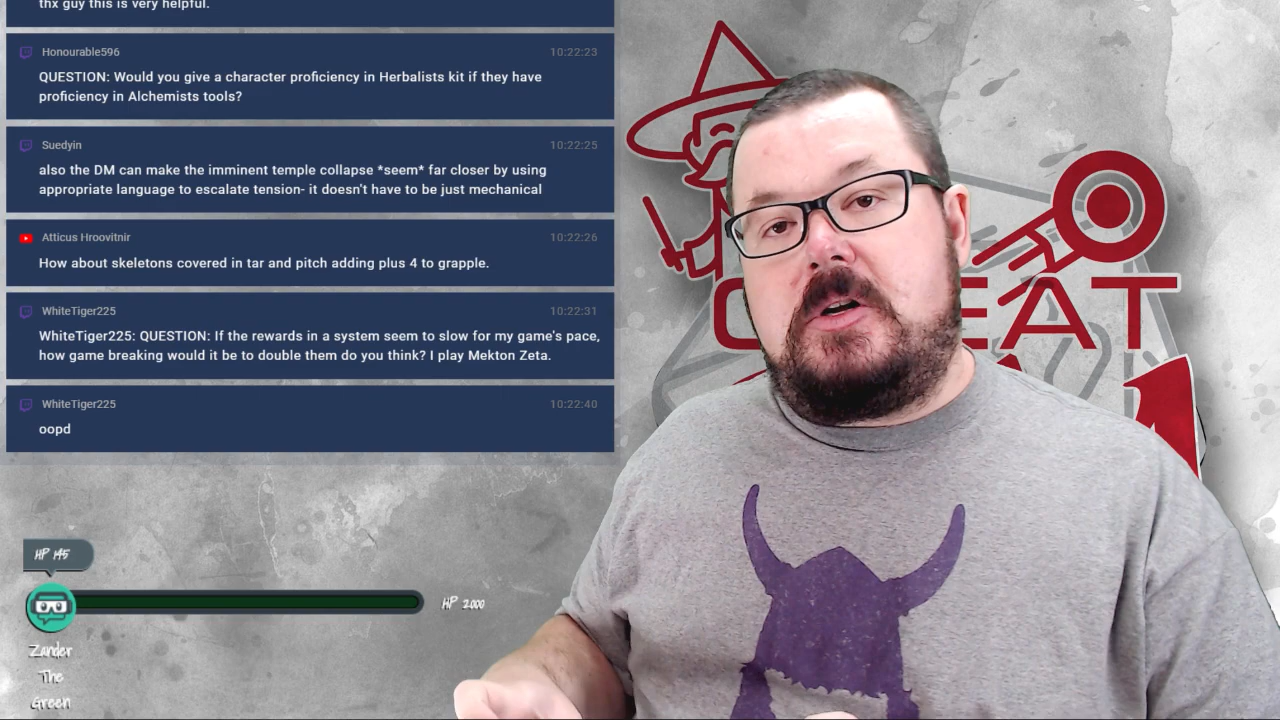 thx guy this is very helpful.
Honourable596 10:22:23
QUESTION: Would you give a character proficiency in Herbalists kit if they have
proficiency in Alchemists tools?
Suedyin 10:22:25
also the DM can make the imminent temple collapse *seem* far closer by using
appropriate language to escalate tension- it doesn't have to be just mechanical
Atticus Hroovitnir 10:22:26
How about skeletons covered in tar and pitch adding plus 4 to grapple.
WhiteTiger225 10:22:31
WhiteTiger225: QUESTION: If the rewards in a system seem to slow for my game's pace,
how game breaking would it be to double them do you think? I play Mekton Zeta.
WhiteTiger225 10:22:40
oopd
HP 195
HP 2000
Zander
The
Green
EAT